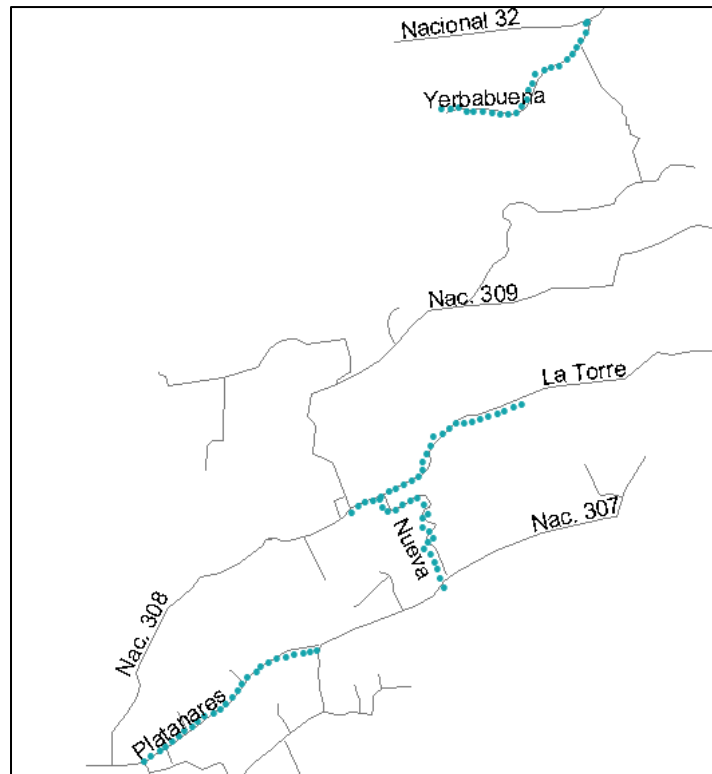 Nacional 32
Yerbabuena
Nac. 309
La Torre
Nac. 307
Nueva
Nac. 308
Platanares